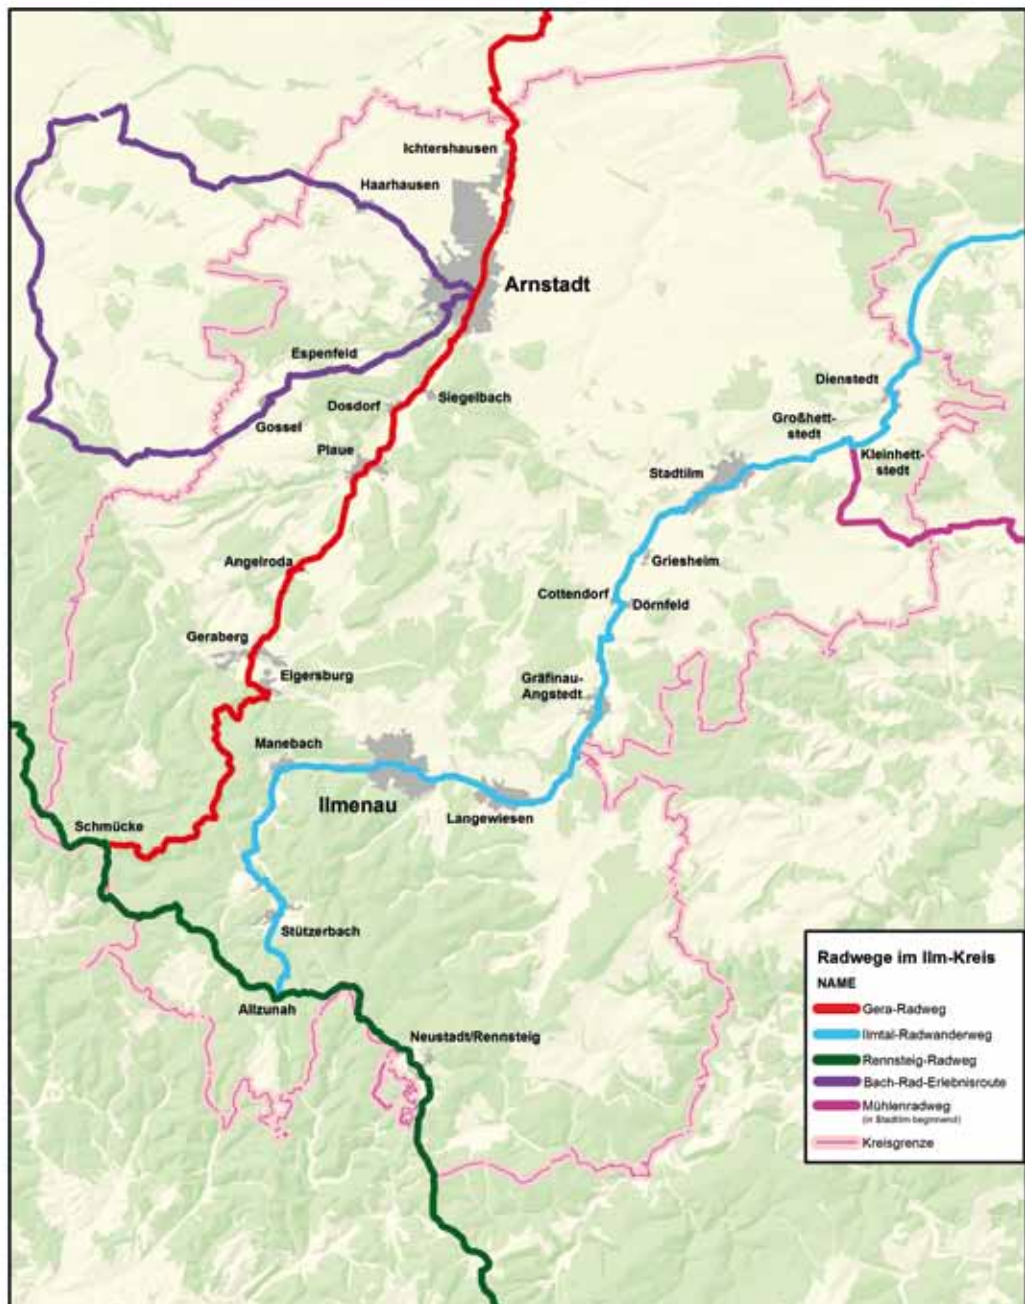 Ichtershausen
Haarhausen
Arnstadt
Espenfeld
Dienstedt
Siegelbach
Dosdorf
Großhett-
stedt
Gossel
Plaue
Kleinhett-
stedt
Stadtilm
Angelroda
Griesheim
Cottendorf
Dörnfeld
Geraberg
Elgersburg
Gräfinau-
Angstedt
Manebach
Ilmenau
Langewiesen
Schmücke
Stützerbach
Allzunah
Neustadt/Rennsteig
Radwege im Ilm-Kreis
NAME
Gera-Radweg
Ilmtal-Radwanderweg
Rennsteig-Radweg
Bach-Rad-Erlebnisroute
Mühlenradweg
(in Stadtilm beginnend)
Kreisgrenze